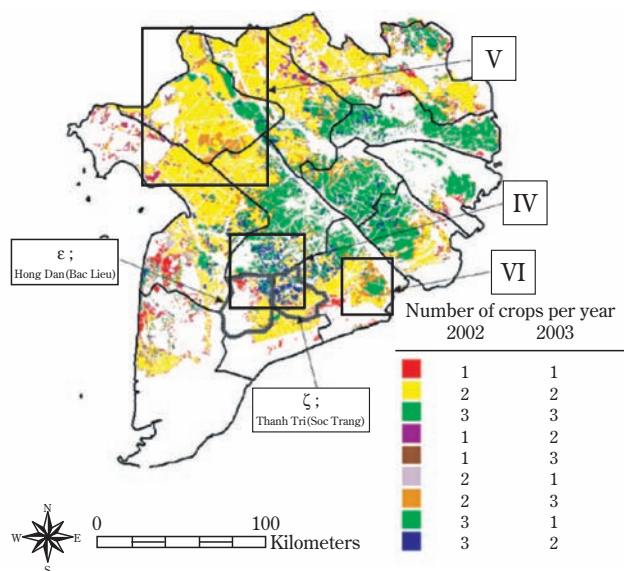 V
IV
ε ;
Hong Dan(Bac Lieu)
VI
ζ ;
Thanh Tri(Soc Trang)
Number of crops per year
2002 2003
1 1
2 2
3 3
1 2
1 3
2 1
2 3
3 1
3 2
N
W E
S
0 100
Kilometers